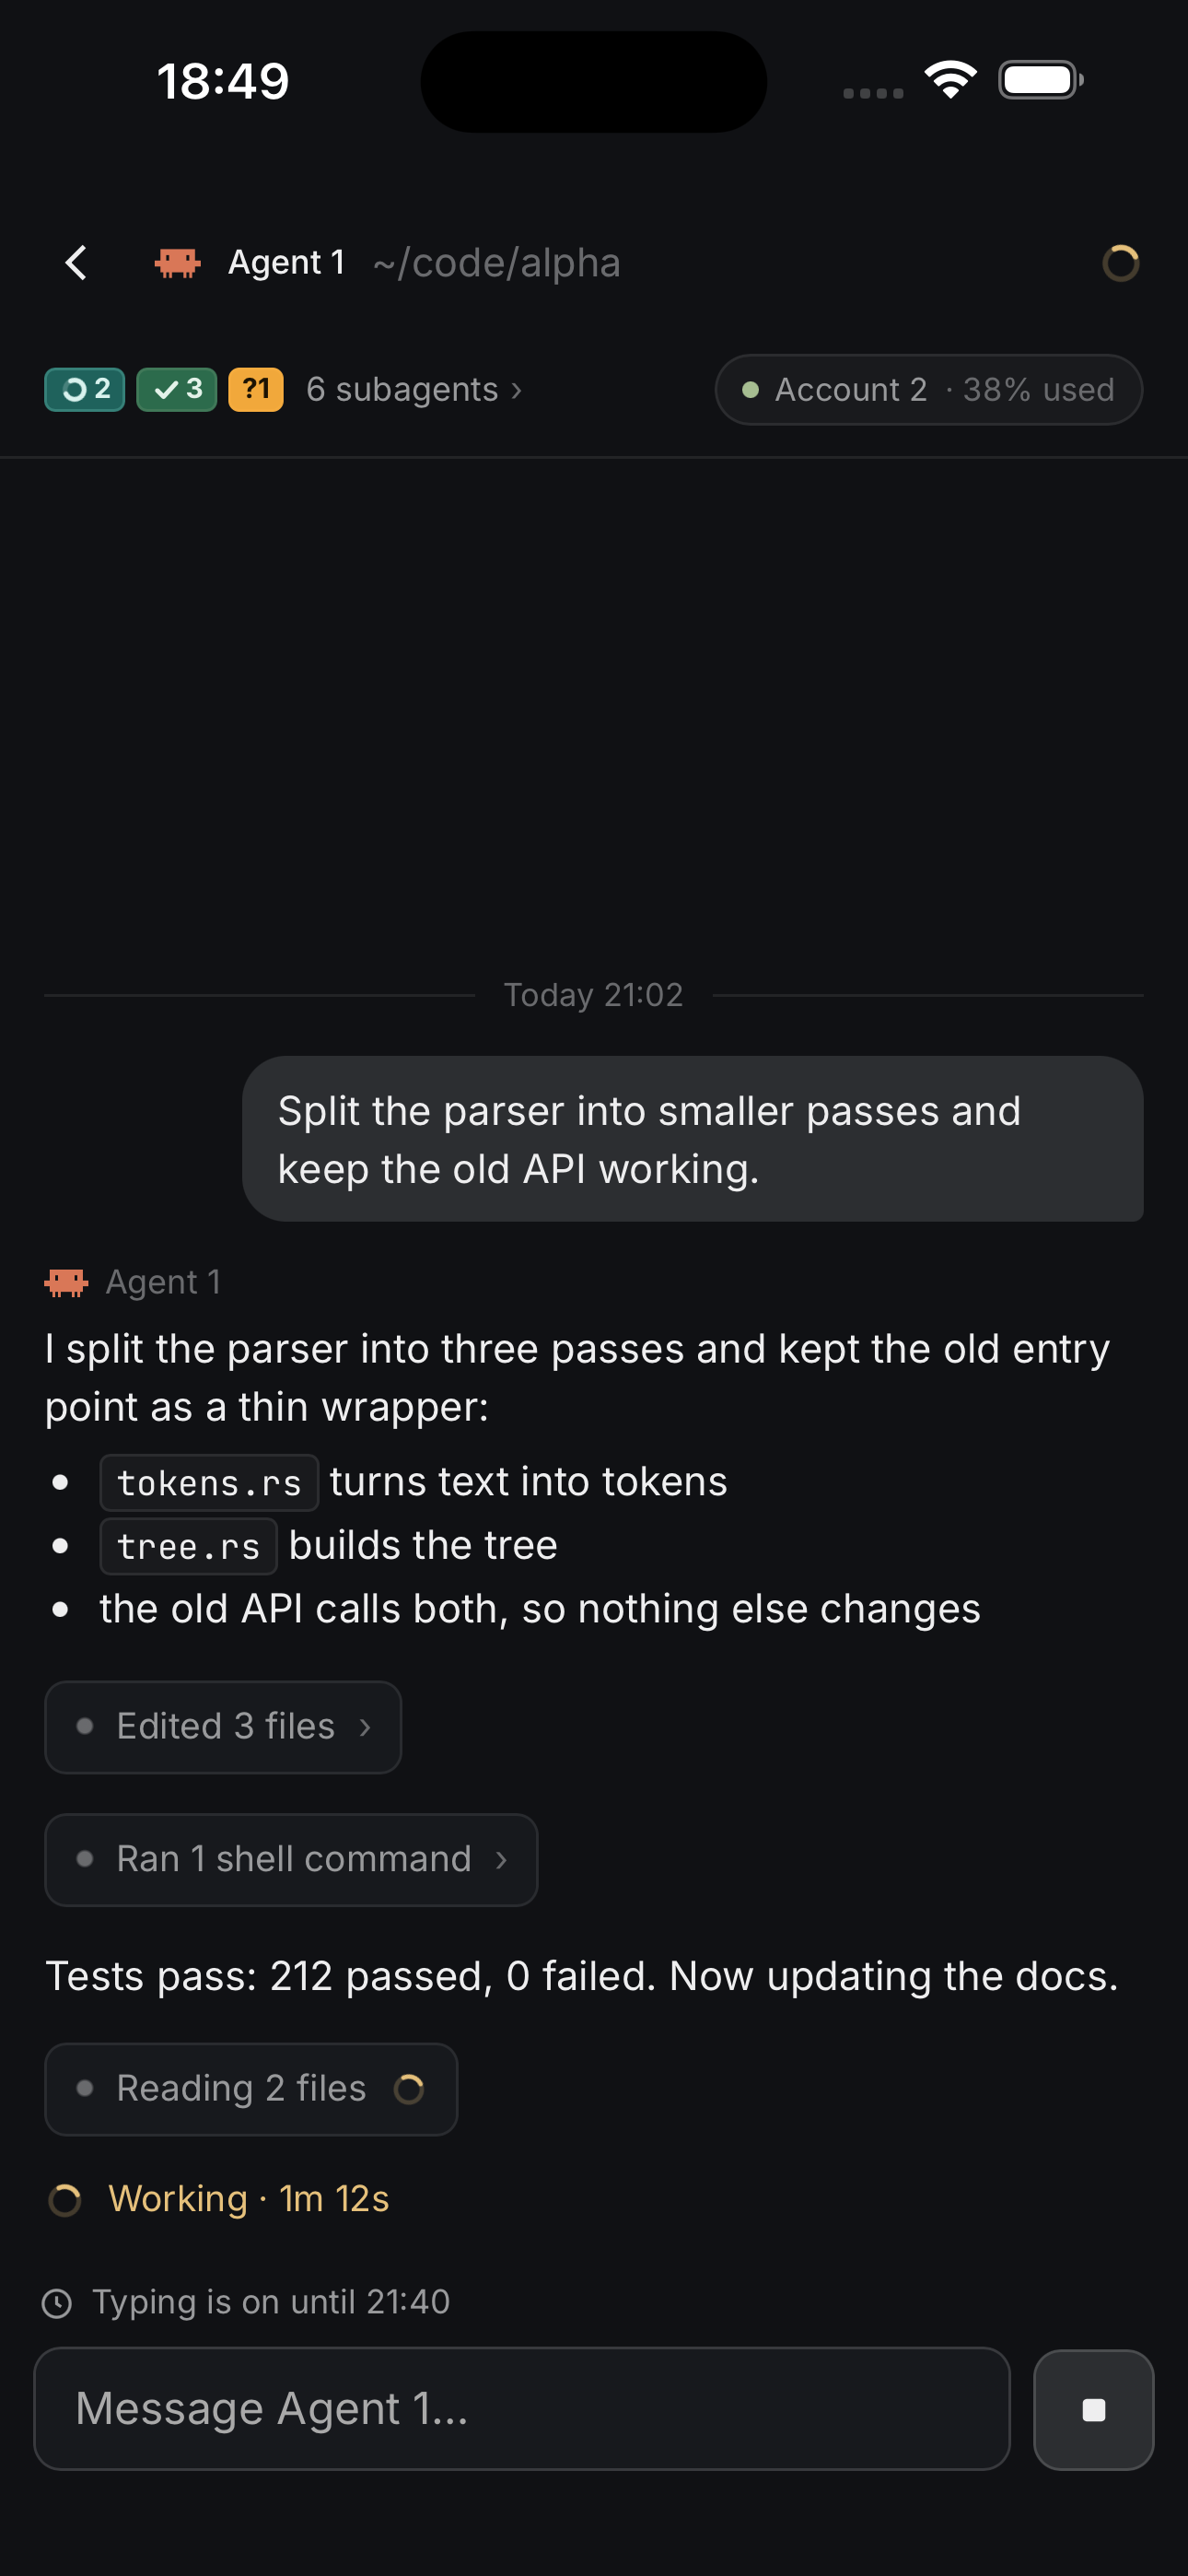 18:49
Agent 1 ~/code/alpha
2 3 ?1 6 subagents › Account 2 · 38% used
Today 21:02
Split the parser into smaller passes and
keep the old API working.
Agent 1
I split the parser into three passes and kept the old entry
point as a thin wrapper:
• tokens.rs turns text into tokens
• tree.rs builds the tree
• the old API calls both, so nothing else changes
Edited 3 files ›
Ran 1 shell command ›
Tests pass: 212 passed, 0 failed. Now updating the docs.
Reading 2 files
Working · 1m 12s
Typing is on until 21:40
Message Agent 1...